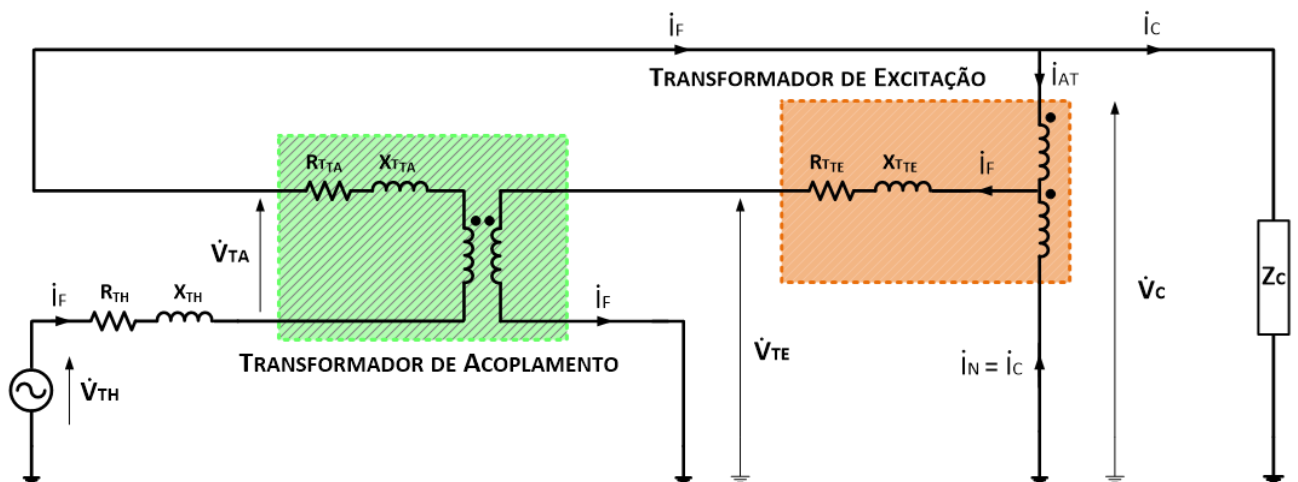 İF
İC
TRANSFORMADOR DE EXCITAÇÃO
İAT
RTTA
XTTA
RTTE
XTTE
İF
V̇TA
İF
RTH
XTH
İF
V̇C
ZC
TRANSFORMADOR DE ACOPLAMENTO
V̇TE
İN = İC
V̇TH